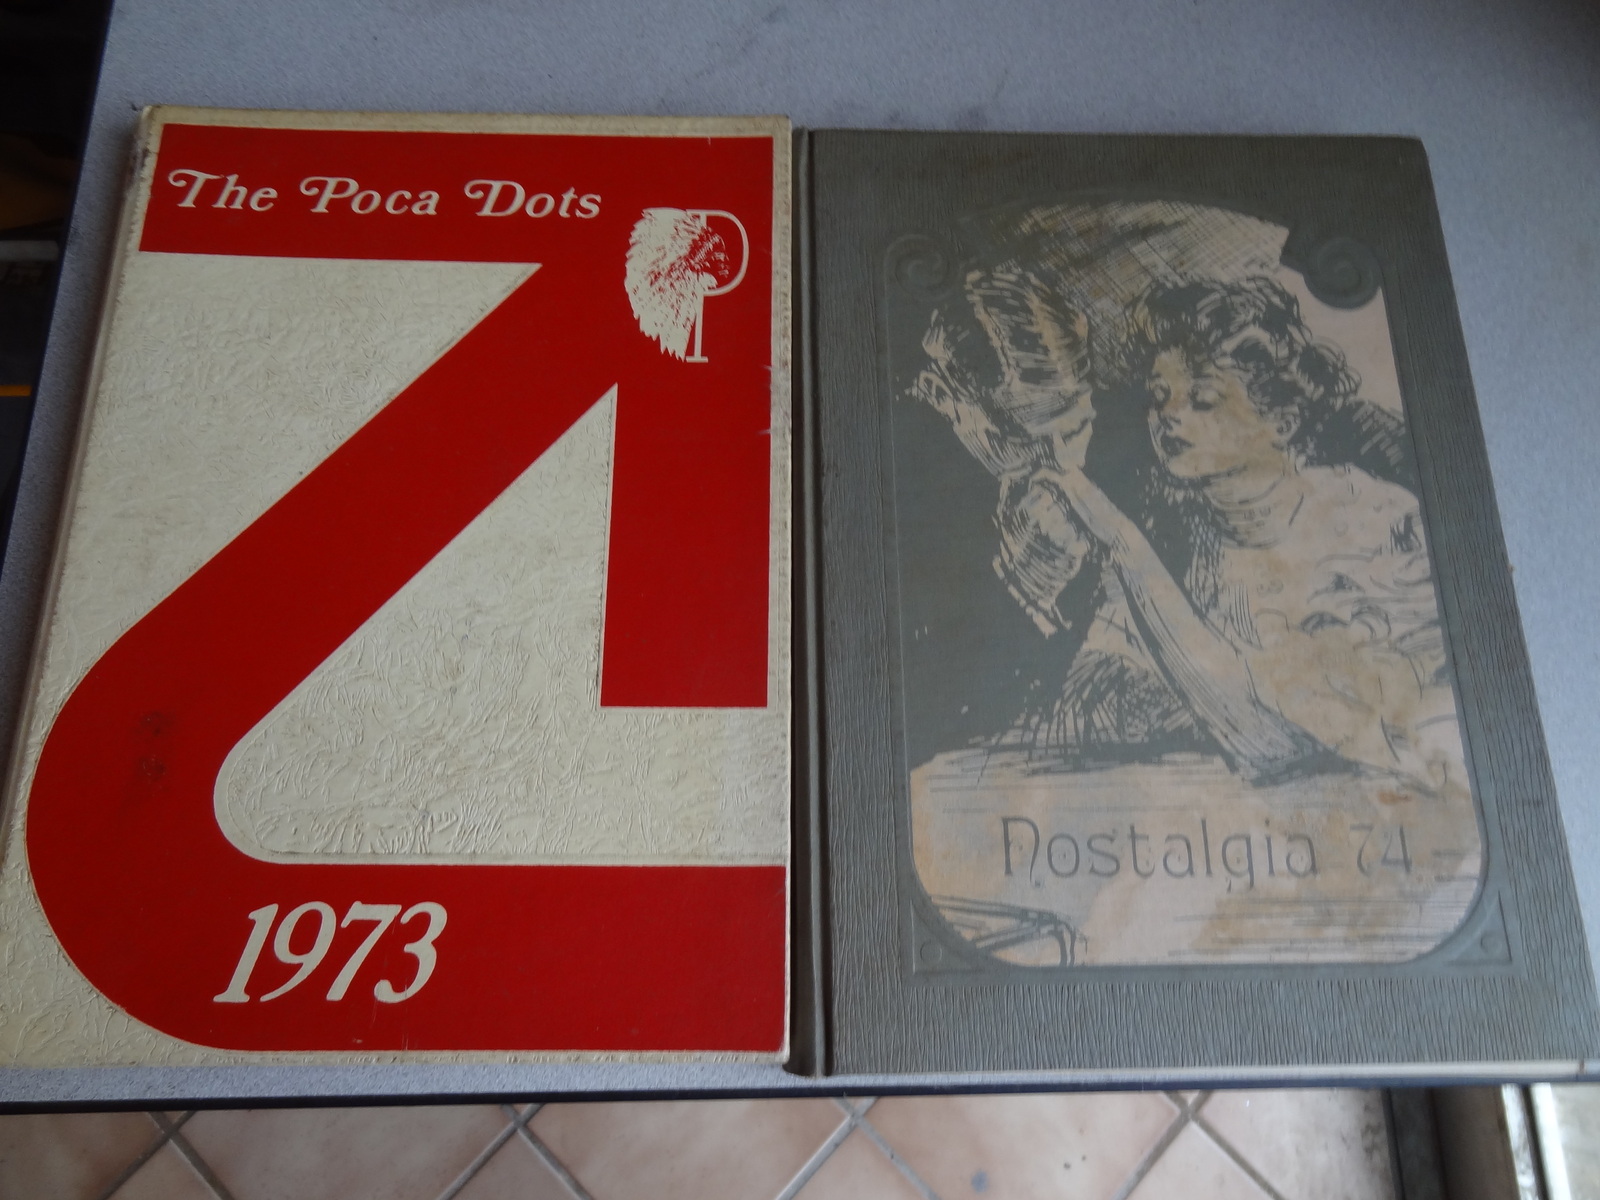 The Poca Dots
P
1973
Nostalgia 74